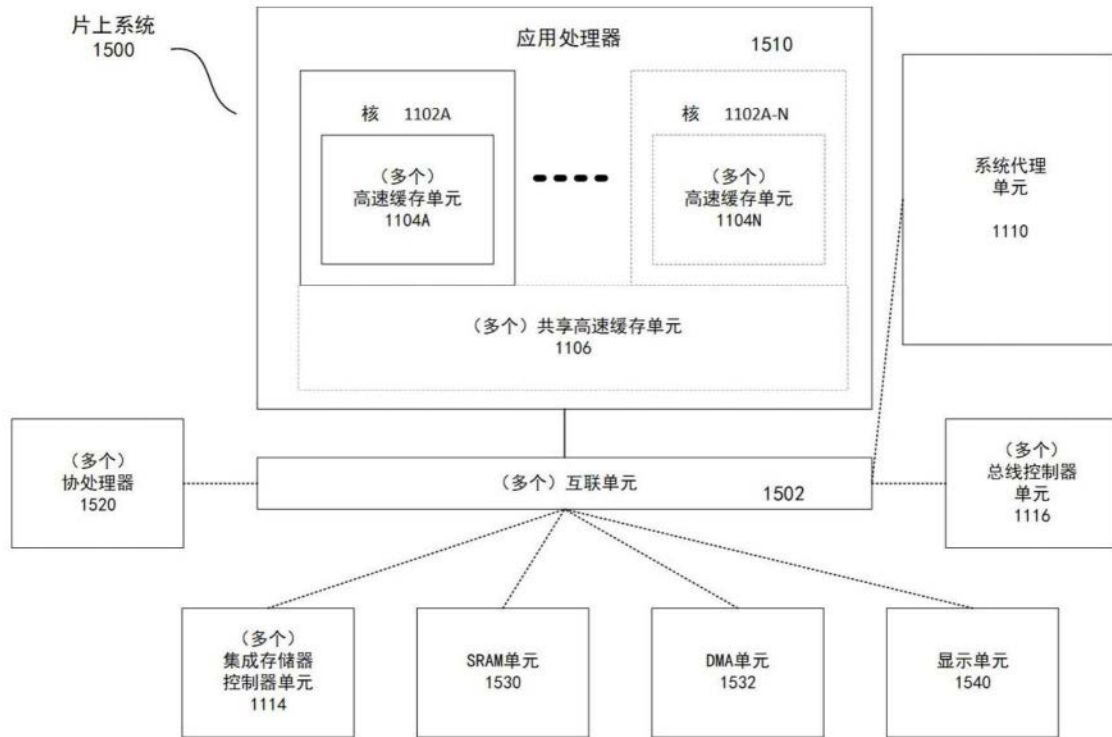 片上系统
1500
应用处理器
1510
核 1102A
（多个）
高速缓存单元
1104A
核 1102A-N
（多个）
高速缓存单元
1104N
（多个）共享高速缓存单元
1106
系统代理
单元
1110
（多个）
协处理器
1520
（多个）互联单元
1502
（多个）
总线控制器
单元
1116
（多个）
集成存储器
控制器单元
1114
SRAM单元
1530
DMA单元
1532
显示单元
1540